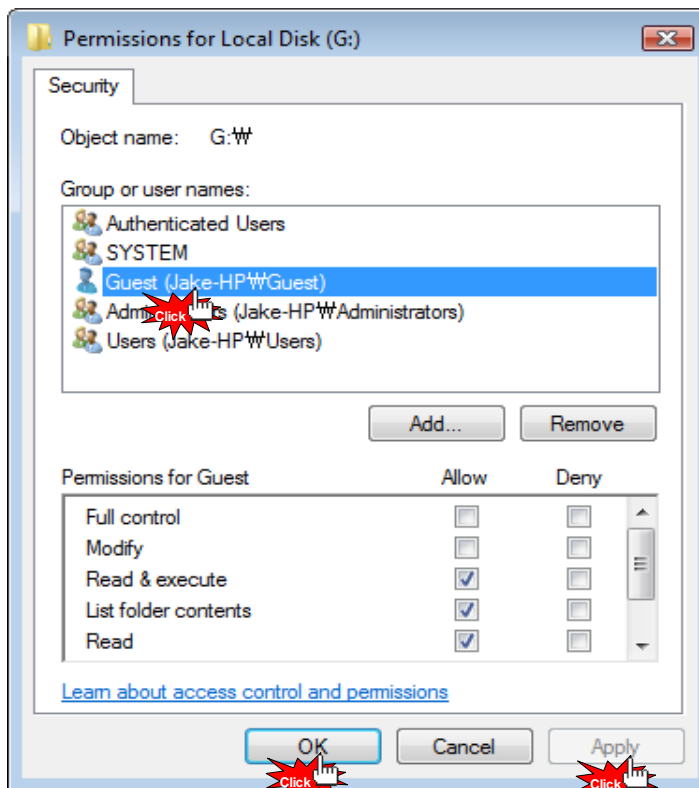 Permissions for Local Disk (G:)
Security
Object name: G:₩
Group or user names:
Authenticated Users
SYSTEM
Guest (Jake-HP₩Guest)
Click
(Jake-HP₩Administrators)
Users (Jake-HP₩Users)
Add... Remove
Permissions for Guest Allow Deny
Full control
Modify
Read & execute
List folder contents
Read
Learn about access control and permissions
OK Cancel Apply
Click Click